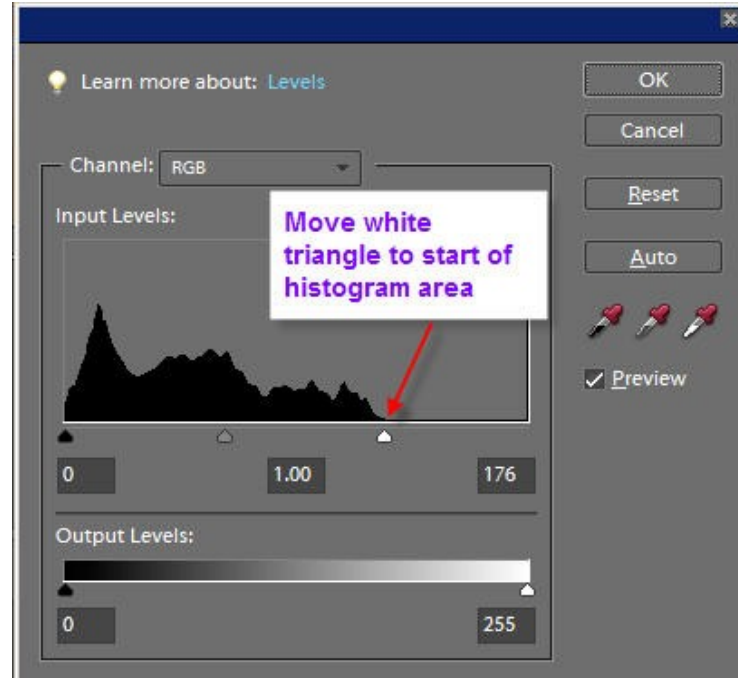 Learn more about: Levels
OK
Cancel
Channel: RGB
Reset
Input Levels:
Move white
triangle to start of
histogram area
Auto
Preview
0 1.00 176
Output Levels:
0 255